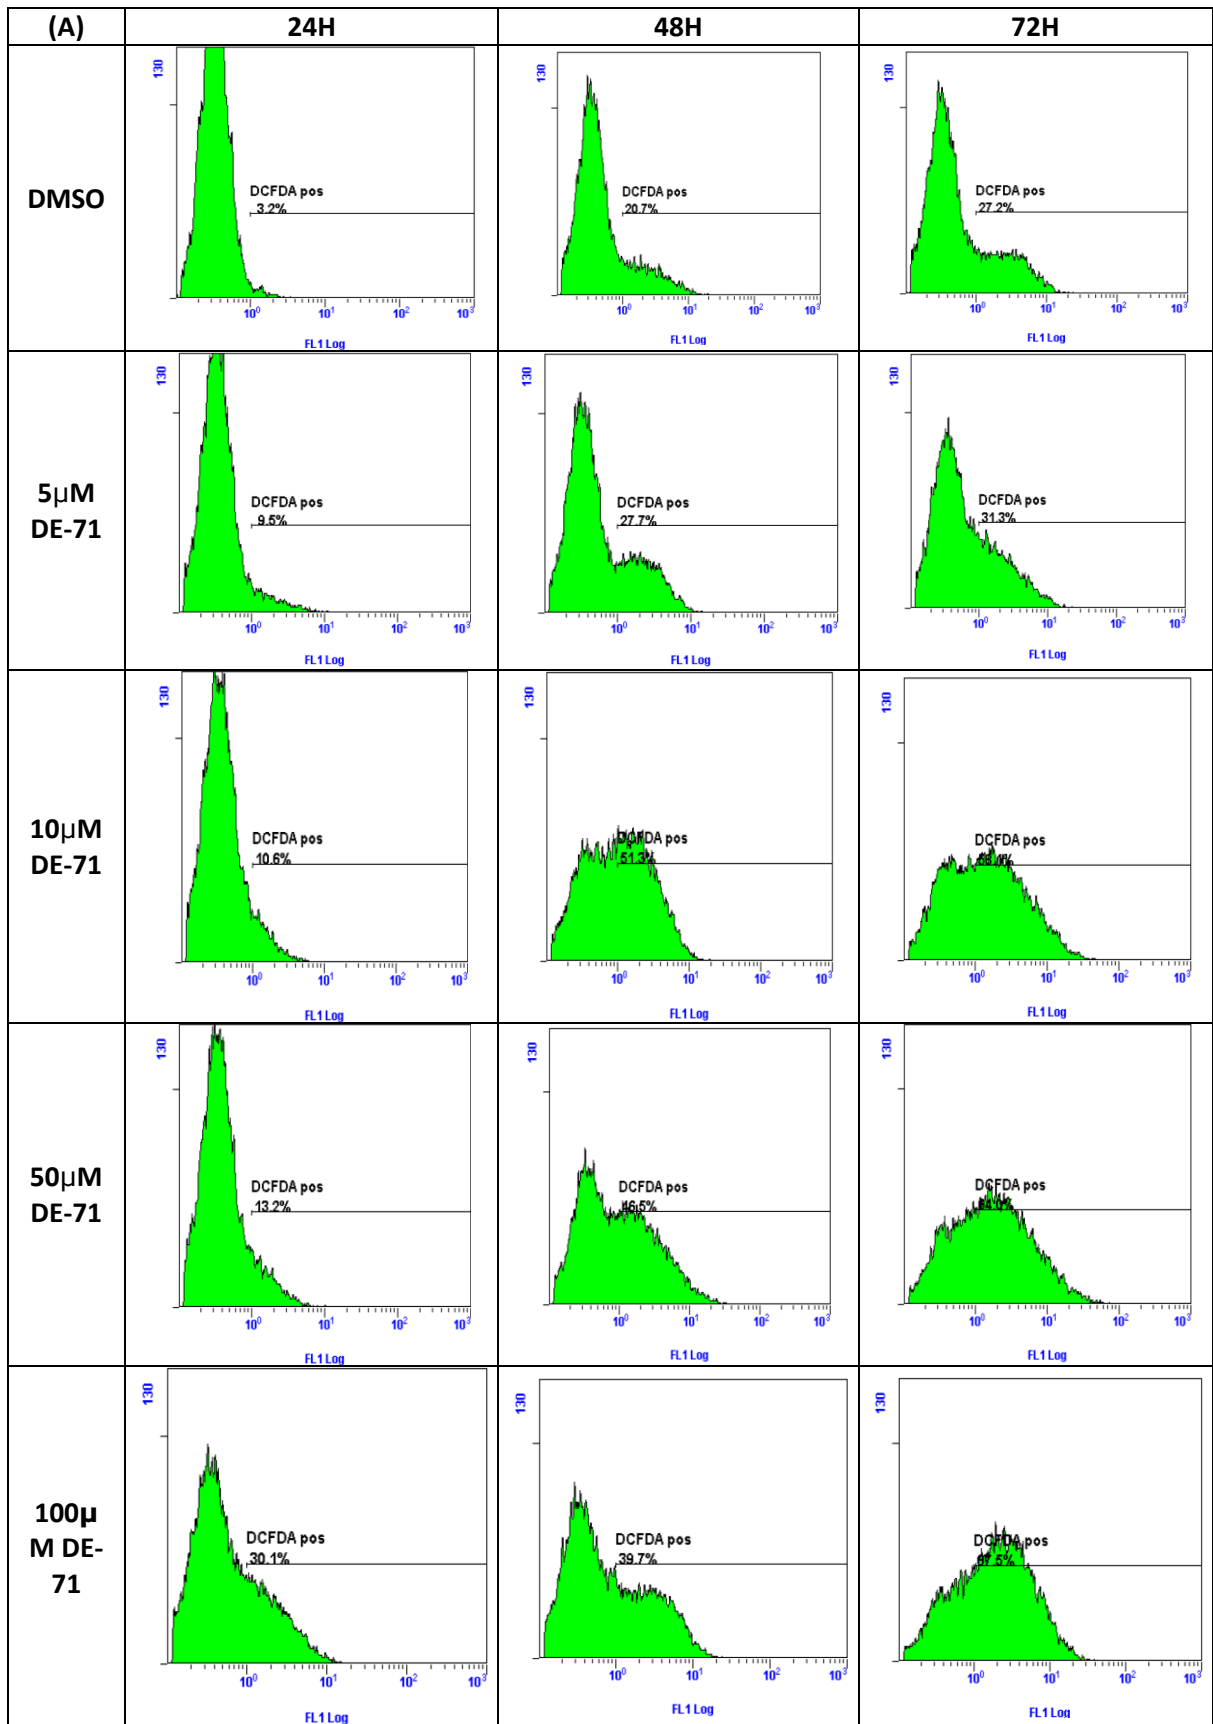 (A) 24H 48H 72H
DMSO
130
DCFDA pos
3.2%
10⁰ 10¹ 10² 10³
FL1 Log
130
DCFDA pos
20.7%
10⁰ 10¹ 10² 10³
FL1 Log
130
DCFDA pos
27.2%
10⁰ 10¹ 10² 10³
FL1 Log
5µM
DE-71
130
DCFDA pos
9.5%
10⁰ 10¹ 10² 10³
FL1 Log
130
DCFDA pos
27.7%
10⁰ 10¹ 10² 10³
FL1 Log
130
DCFDA pos
31.3%
10⁰ 10¹ 10² 10³
FL1 Log
10µM
DE-71
130
DCFDA pos
10.6%
10⁰ 10¹ 10² 10³
FL1 Log
130
DCFDA pos
51.3%
10⁰ 10¹ 10² 10³
FL1 Log
130
DCFDA pos
10⁰ 10¹ 10² 10³
FL1 Log
50µM
DE-71
130
DCFDA pos
13.2%
10⁰ 10¹ 10² 10³
FL1 Log
130
DCFDA pos
46.5%
10⁰ 10¹ 10² 10³
FL1 Log
130
DCFDA pos
10⁰ 10¹ 10² 10³
FL1 Log
100µ
M DE-
71
130
DCFDA pos
30.1%
10⁰ 10¹ 10² 10³
FL1 Log
130
DCFDA pos
39.7%
10⁰ 10¹ 10² 10³
FL1 Log
130
DCFDA pos
10⁰ 10¹ 10² 10³
FL1 Log